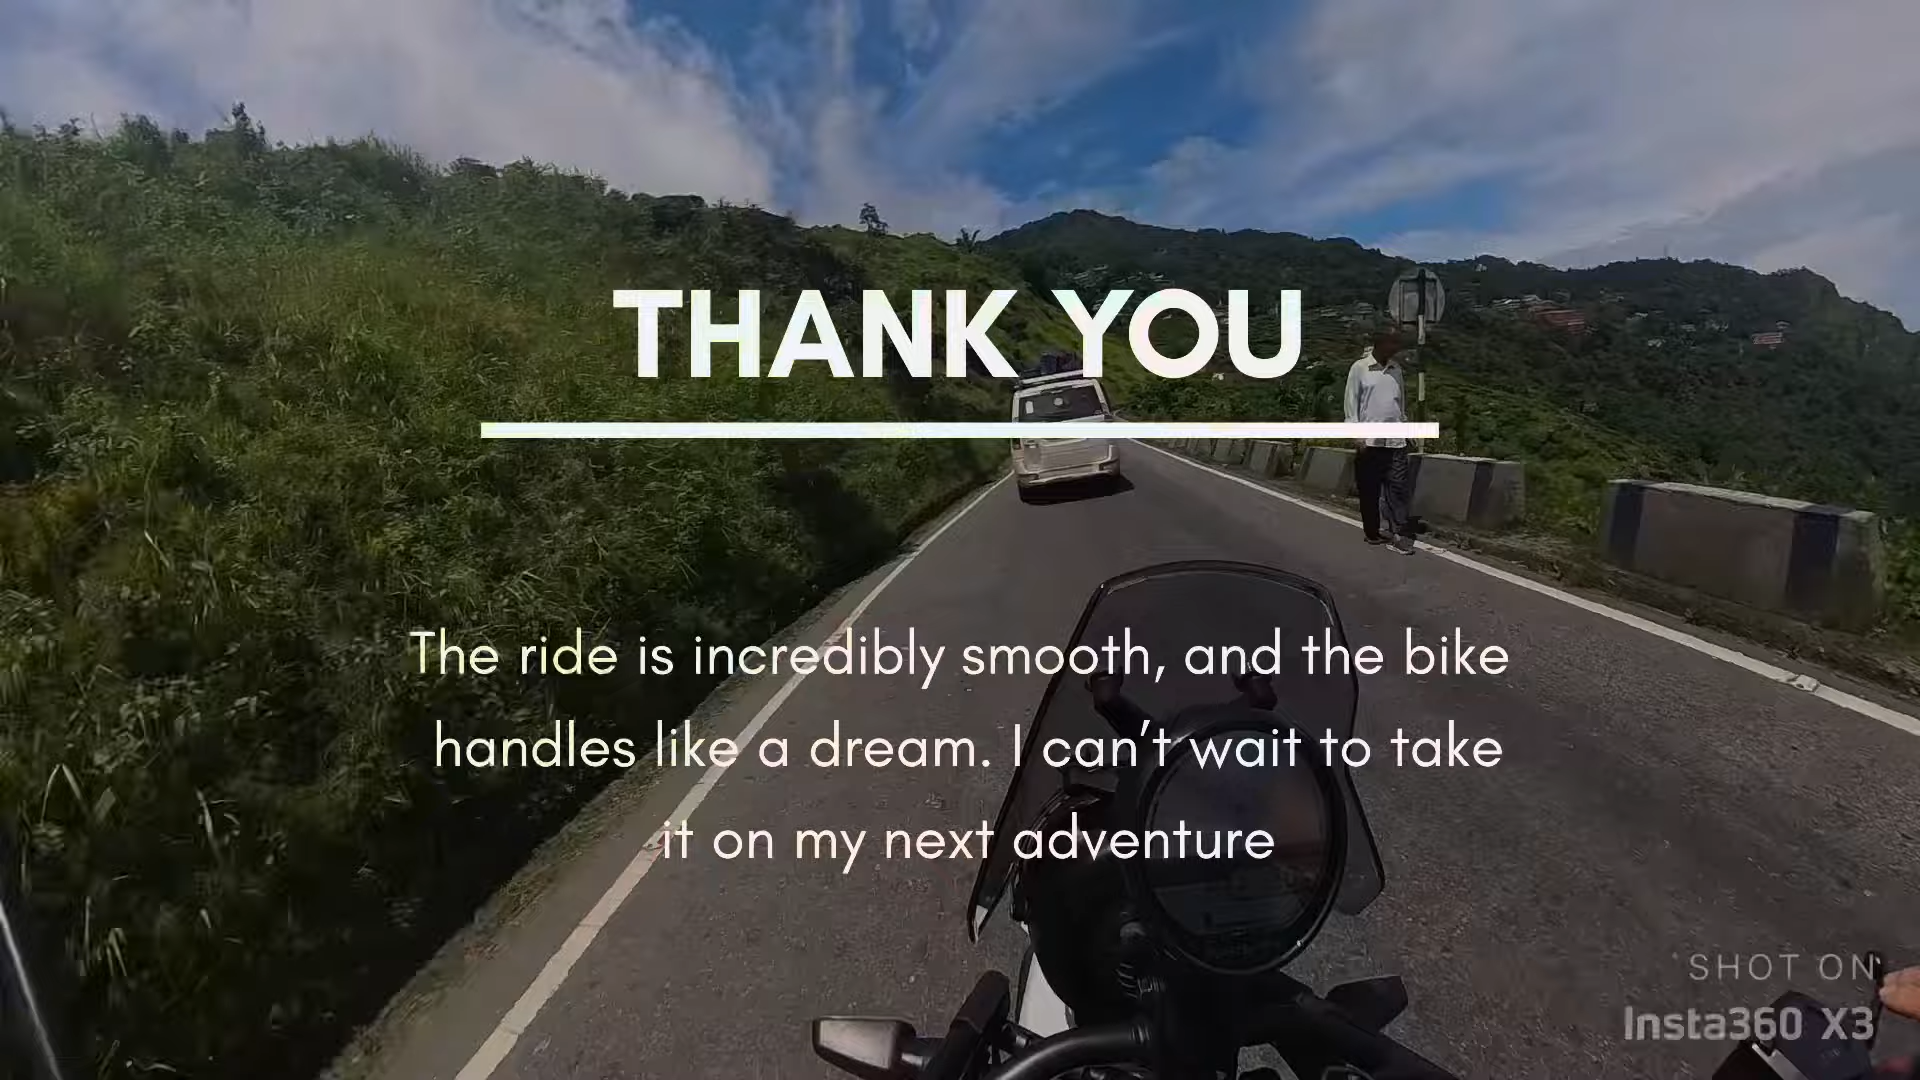 THANK YOU
The ride is incredibly smooth, and the bike
handles like a dream. I can’t wait to take
it on my next adventure
SHOT ON
Insta360 X3